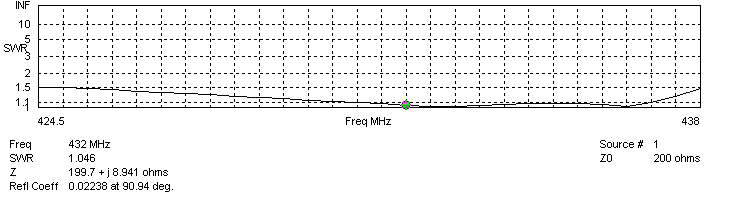 INF
10
5
SWR
3
2
1.5
1.1
1
424.5 Freq MHz 438
Freq 432 MHz Source # 1
SWR 1.046 Z0 200 ohms
Z 199.7 + j 8.941 ohms
Refl Coeff 0.02238 at 90.94 deg.